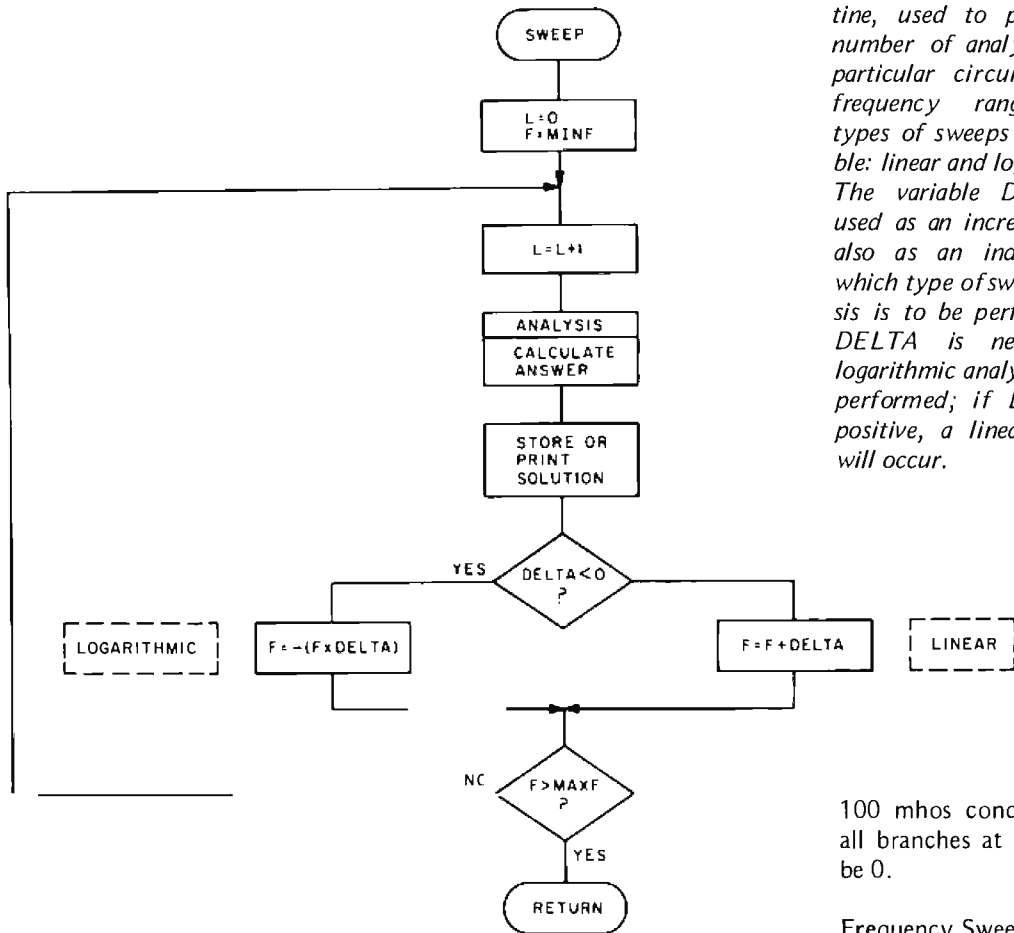 SWEEP
L=0
F=MINF
L=L+1
ANALYSIS
CALCULATE
ANSWER
STORE OR
PRINT
SOLUTION
YES
DELTA<0
?
LOGARITHMIC
F=-(FxDELTA)
F=F+DELTA
LINEAR
NO
F>MAXF
?
YES
RETURN
tine, used to p
number of analy
particular circui
frequency rang
types of sweeps
ble: linear and lo
The variable D
used as an incre
also as an ind
which type of sw
sis is to be perf
DELTA is ne
logarithmic analy
performed; if
positive, a linea
will occur.
100 mhos cond
all branches at
be 0.
Frequency Swee